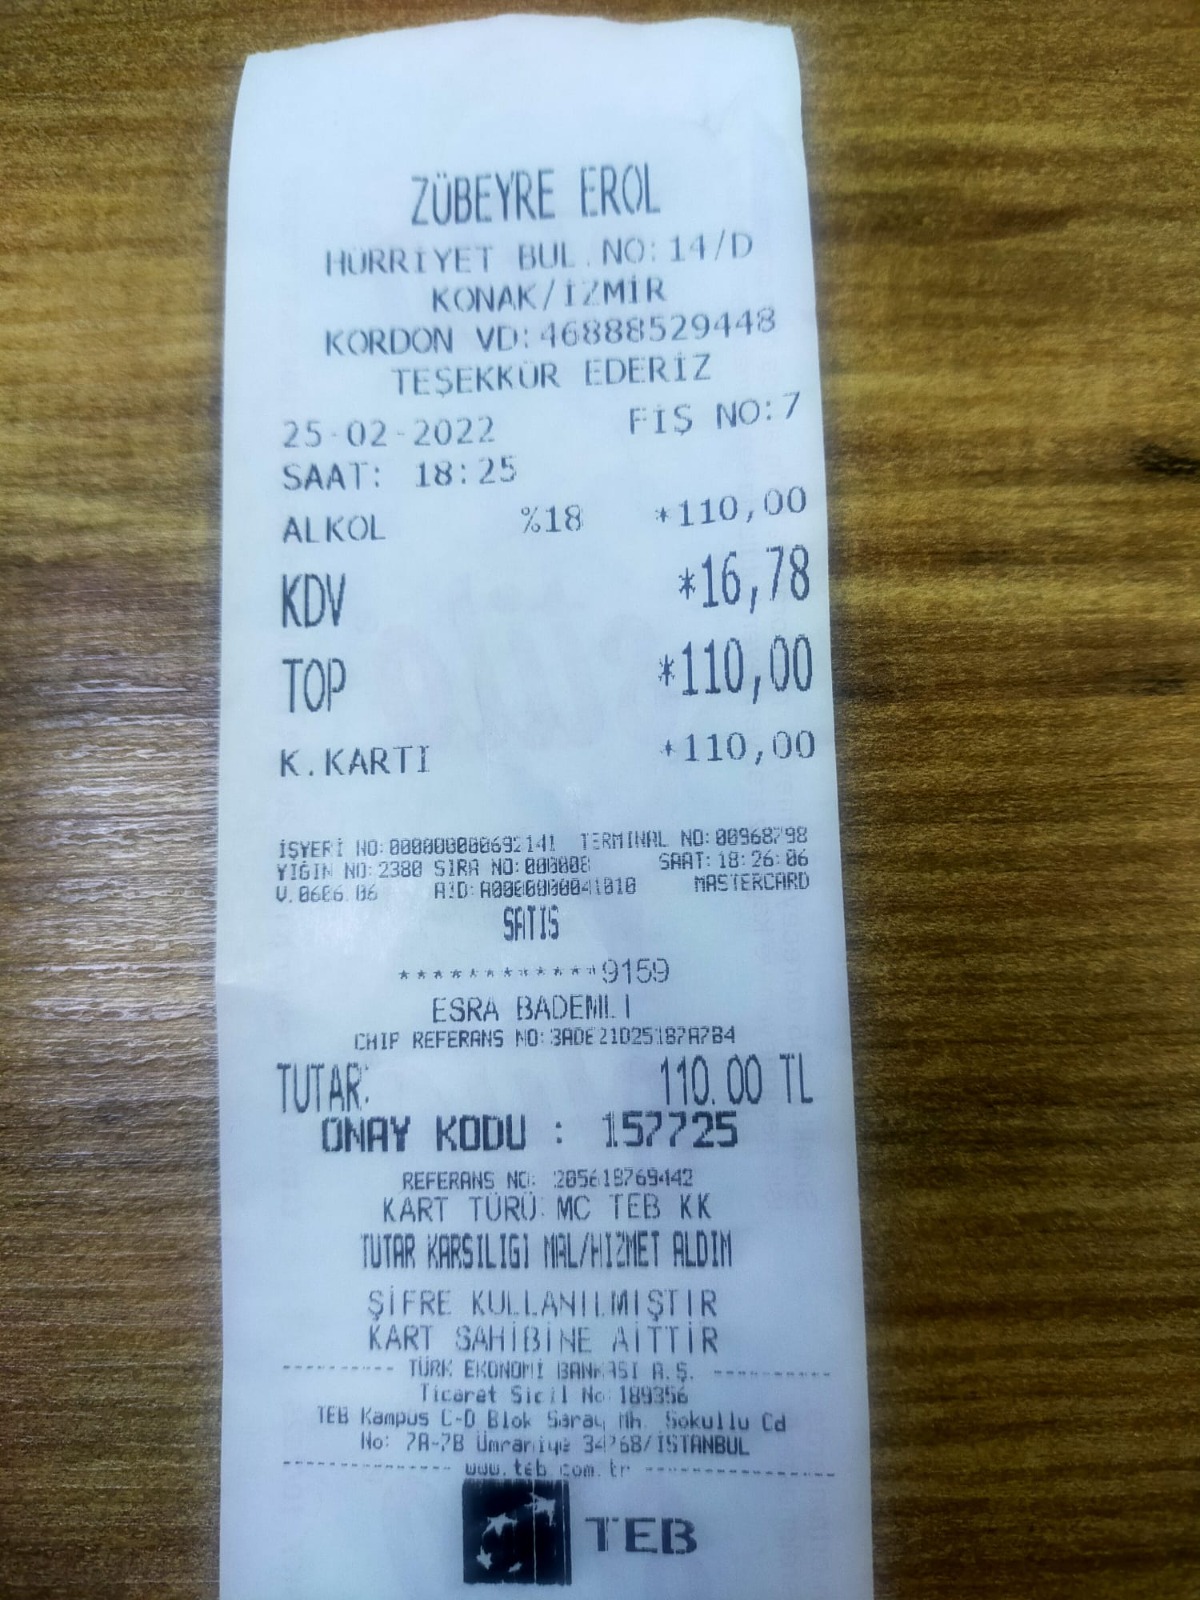 ZÜBEYRE EROL
HÜRRİYET BUL.NO:14/D
KONAK/İZMİR
KORDON VD:46888529448
TEŞEKKÜR EDERİZ
25-02-2022 FİŞ NO:7
SAAT: 18:25
ALKOL %18 *110,00
KDV *16,78
TOP *110,00
K.KARTI *110,00
İŞYERİ NO:000000000692141 TERMINAL NO:00968798
YIĞIN NO:2380 SIRA NO:000008 SAAT:18:26:06
V.0606.06 AID:A0000000041010 MASTERCARD
SATIS
************9159
ESRA BADEMLI
CHIP REFERANS NO:3ADE21D25187A7B4
TUTAR: 110.00 TL
ONAY KODU : 157725
REFERANS NO: 205618769442
KART TÜRÜ:MC TEB KK
TUTAR KARSILIGI MAL/HIZMET ALDIM
ŞİFRE KULLANILMIŞTIR
KART SAHİBİNE AİTTİR
---------- TÜRK EKONOMİ BANKASI A.Ş. -----------
Ticaret Sicil No:189356
TEB Kampüs C-D Blok Saray Mh. Sokullu Cd
No: 7A-7B Ümraniye 34768/İSTANBUL
--------------- www.teb.com.tr -----------------
TEB